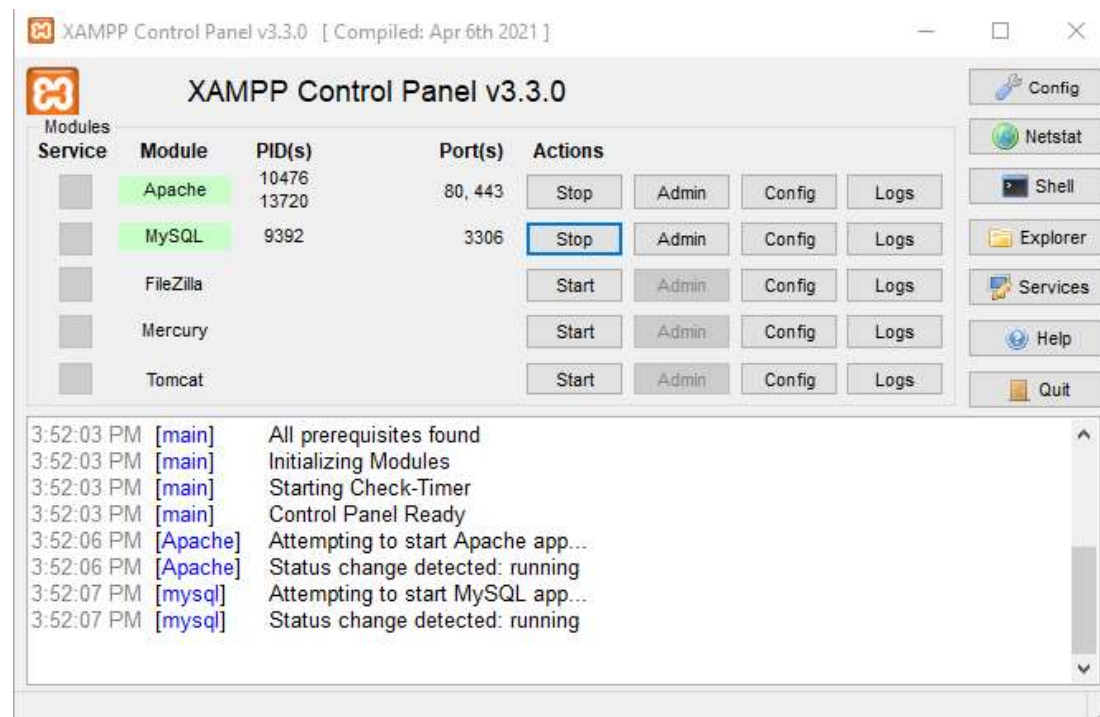 XAMPP Control Panel v3.3.0 [ Compiled: Apr 6th 2021 ]
XAMPP Control Panel v3.3.0
Config
Modules
Netstat
Service Module PID(s) Port(s) Actions
Apache 10476 13720 80, 443 Stop Admin Config Logs
Shell
MySQL 9392 3306 Stop Admin Config Logs
Explorer
FileZilla Start Admin Config Logs
Services
Mercury Start Admin Config Logs
Help
Tomcat Start Admin Config Logs
Quit
3:52:03 PM [main] All prerequisites found
3:52:03 PM [main] Initializing Modules
3:52:03 PM [main] Starting Check-Timer
3:52:03 PM [main] Control Panel Ready
3:52:06 PM [Apache] Attempting to start Apache app...
3:52:06 PM [Apache] Status change detected: running
3:52:07 PM [mysql] Attempting to start MySQL app...
3:52:07 PM [mysql] Status change detected: running